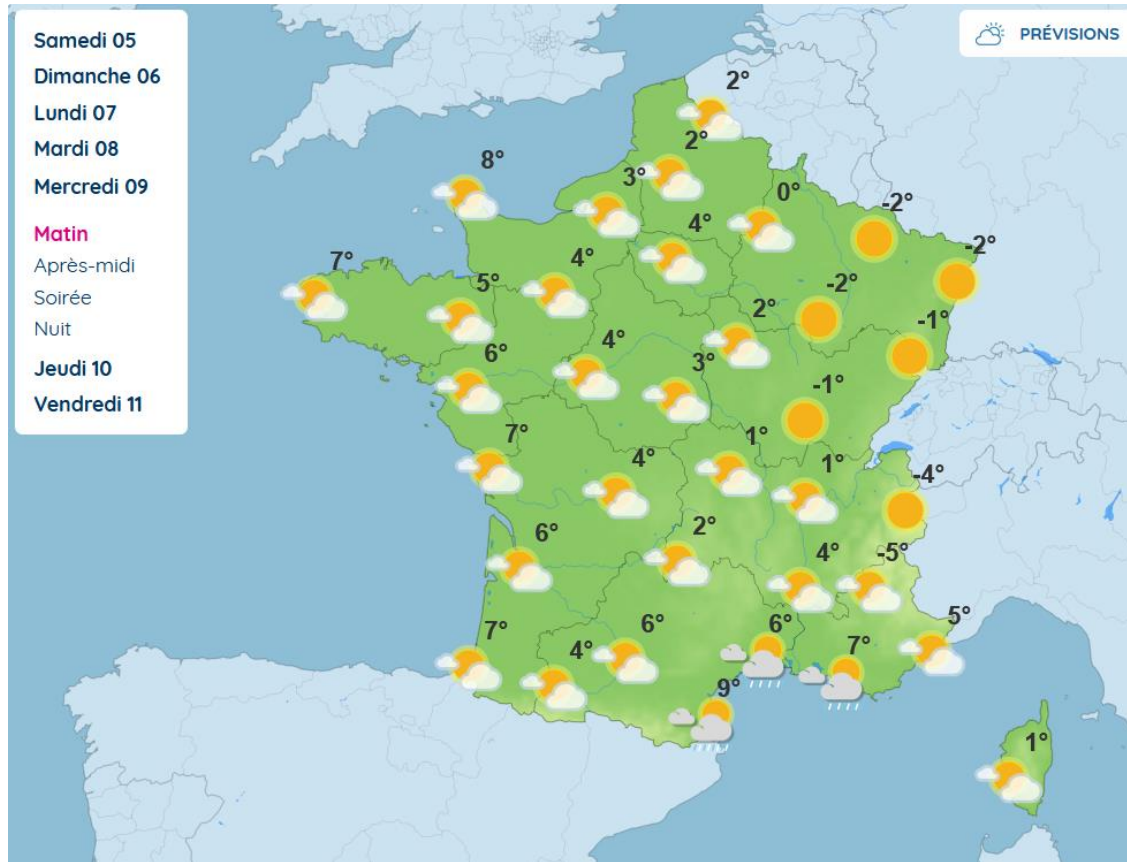 Samedi 05
Dimanche 06
Lundi 07
Mardi 08
Mercredi 09
Matin
Après-midi
Soirée
Nuit
Jeudi 10
Vendredi 11
PRÉVISIONS
2°
2°
8°
3°
0°
-2°
4°
-2°
7°
5°
4°
-2°
2°
-1°
6°
4°
3°
-1°
7°
4°
1°
1°
-4°
6°
2°
4°
-5°
7°
4°
6°
6°
7°
5°
9°
1°